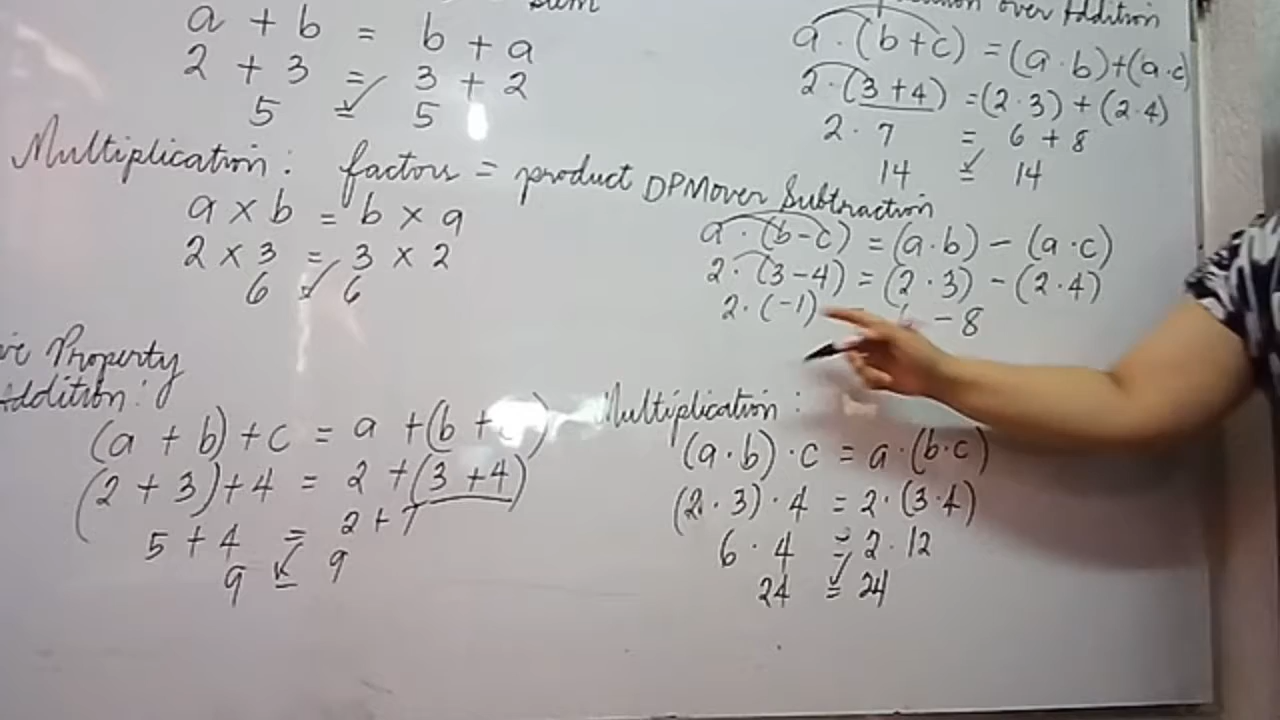 sum
a + b = b + a
2 + 3 = 3 + 2
5 = 5
Multiplication: factors = product
a × b = b × a
2 × 3 = 3 × 2
6 6
over Addition
a · (b+c) = (a·b)+(a·c)
2·(3+4) = (2·3) + (2·4)
2 · 7 = 6 + 8
14 = 14
DPM over Subtraction
a · (b-c) = (a·b) - (a·c)
2·(3-4) = (2·3) - (2·4)
2·(-1) - 8
Property
Addition:
(a + b)+c = a +(b +
(2 + 3)+4 = 2 +(3+4)
5 + 4 = 2 + 7
9 = 9
Multiplication:
(a·b)·c = a·(b·c)
(2·3)·4 = 2·(3·4)
6 · 4 = 2·12
24 = 24